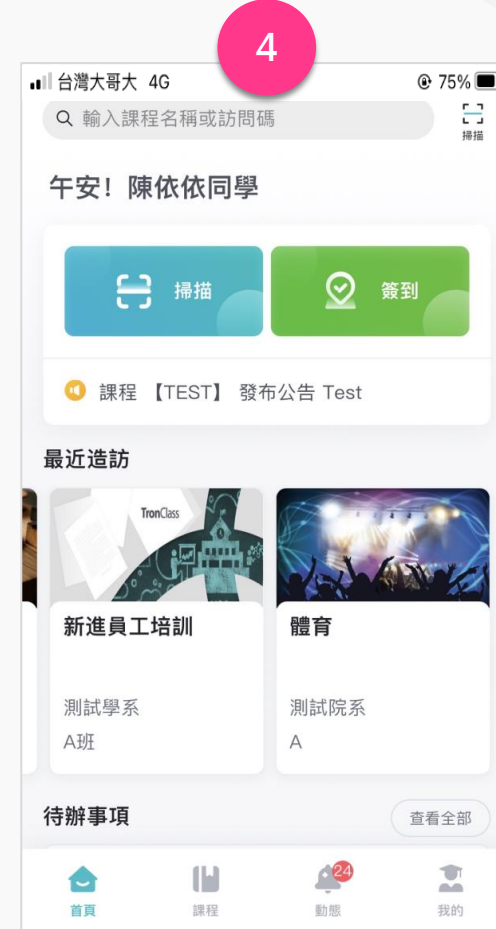 4
台灣大哥大 4G 75%
輸入課程名稱或訪問碼
掃描
午安！陳依依同學
掃描 簽到
課程 【TEST】 發布公告 Test
最近造訪
TronClass
新進員工培訓 體育
測試學系 測試院系
A班 A
待辦事項 查看全部
24
首頁 課程 動態 我的